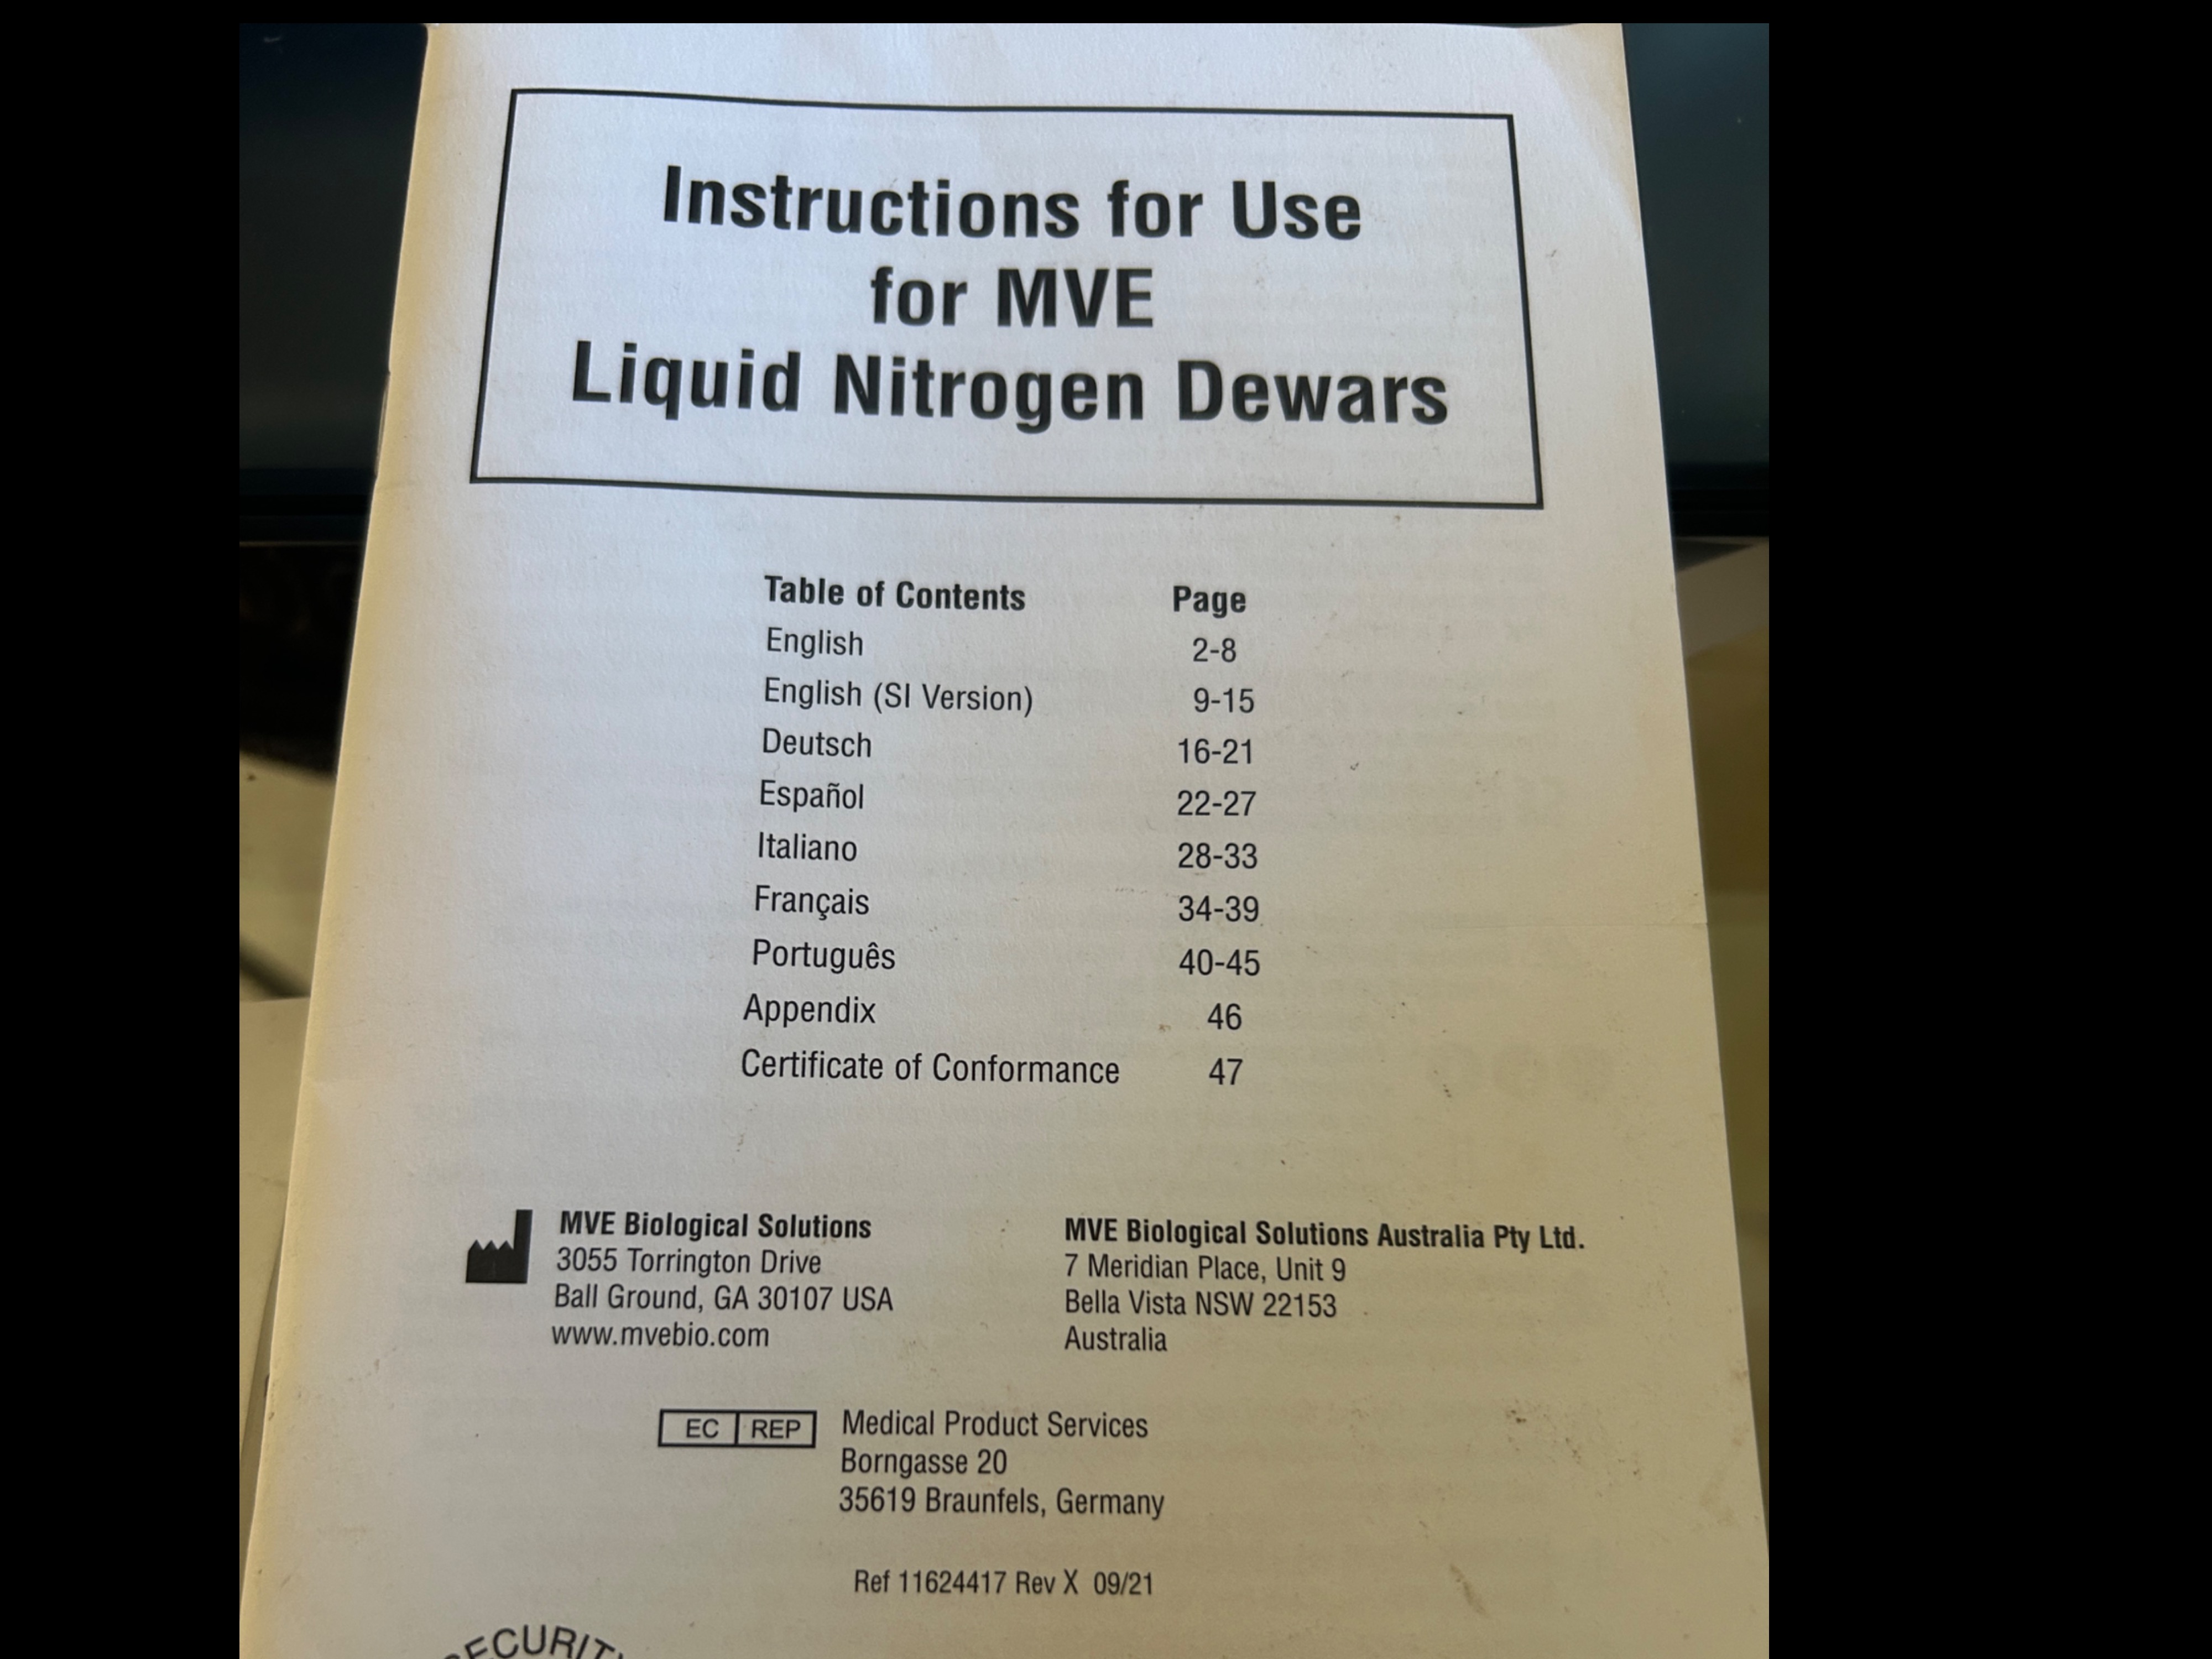 Instructions for Use
for MVE
Liquid Nitrogen Dewars
Table of Contents Page
English 2-8
English (SI Version) 9-15
Deutsch 16-21
Español 22-27
Italiano 28-33
Français 34-39
Português 40-45
Appendix 46
Certificate of Conformance 47
MVE Biological Solutions
3055 Torrington Drive
Ball Ground, GA 30107 USA
www.mvebio.com
MVE Biological Solutions Australia Pty Ltd.
7 Meridian Place, Unit 9
Bella Vista NSW 22153
Australia
EC REP
Medical Product Services
Borngasse 20
35619 Braunfels, Germany
Ref 11624417 Rev X 09/21